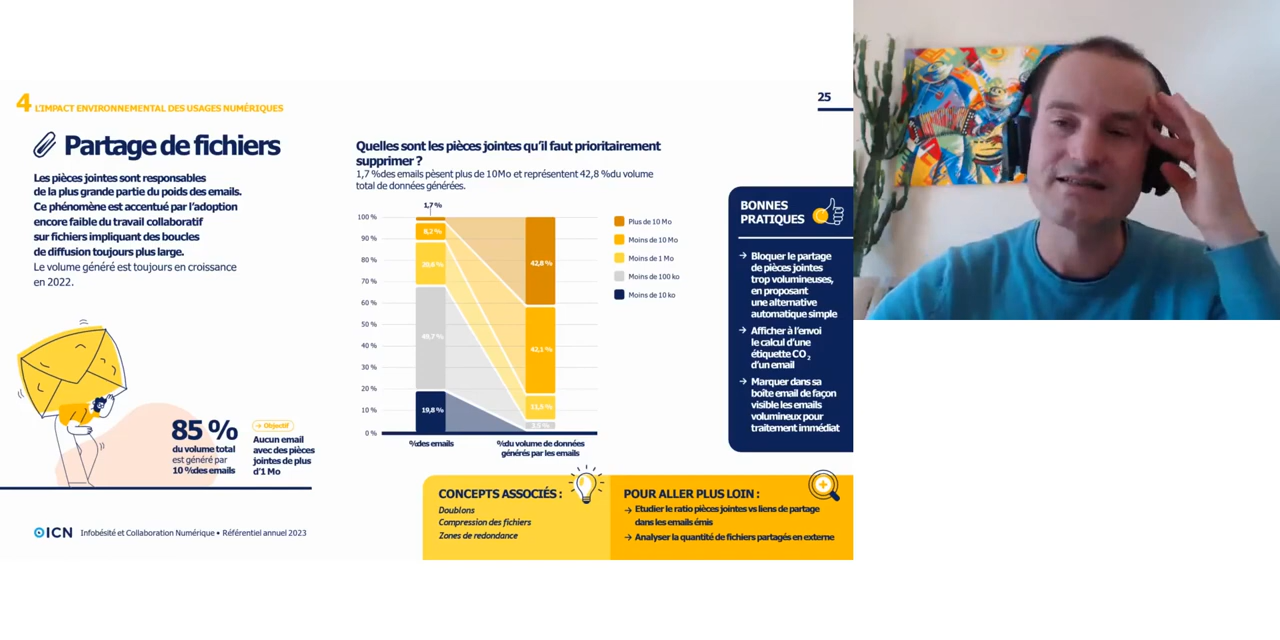 4 L'IMPACT ENVIRONNEMENTAL DES USAGES NUMÉRIQUES
25
Partage de fichiers
Les pièces jointes sont responsables
de la plus grande partie du poids des emails.
Ce phénomène est accentué par l'adoption
encore faible du travail collaboratif
sur fichiers impliquant des boucles
de diffusion toujours plus large.
Le volume généré est toujours en croissance
en 2022.
85 %
du volume total
est généré par
10 %des emails
→ Objectif
Aucun email
avec des pièces
jointes de plus
d'1 Mo
Quelles sont les pièces jointes qu'il faut prioritairement
supprimer ?
1,7 %des emails pèsent plus de 10Mo et représentent 42,8 %du volume
total de données générées.
1,7 %
100 %
90 %
80 %
70 %
60 %
50 %
40 %
30 %
20 %
10 %
0 %
8,2 %
20,6 %
49,7 %
19,8 %
42,8 %
42,1 %
11,5 %
3,5 %
%des emails
%du volume de données
générés par les emails
Plus de 10 Mo
Moins de 10 Mo
Moins de 1 Mo
Moins de 100 ko
Moins de 10 ko
BONNES
PRATIQUES
→ Bloquer le partage
de pièces jointes
trop volumineuses,
en proposant
une alternative
automatique simple
→ Afficher à l'envoi
le calcul d'une
étiquette CO2
d'un email
→ Marquer dans sa
boîte email de façon
visible les emails
volumineux pour
traitement immédiat
CONCEPTS ASSOCIÉS :
Doublons
Compression des fichiers
Zones de redondance
POUR ALLER PLUS LOIN :
→ Etudier le ratio pièces jointes vs liens de partage
dans les emails émis
→ Analyser la quantité de fichiers partagés en externe
OICN Infobésité et Collaboration Numérique • Référentiel annuel 2023